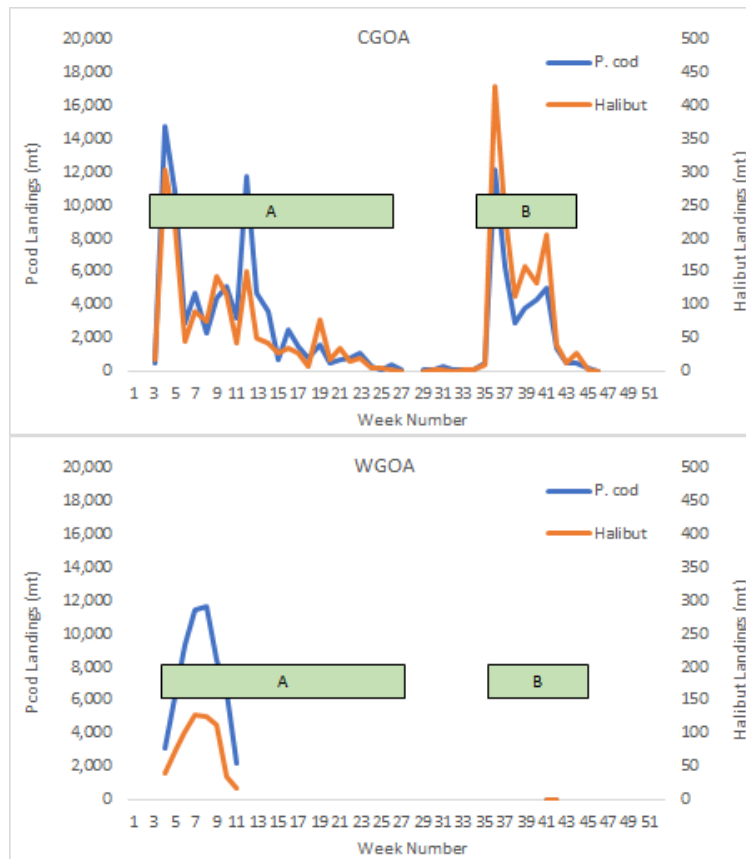 CGOA
20,000
18,000
16,000
14,000
12,000
10,000
8,000
6,000
4,000
2,000
0
Pcod Landings (mt)
P. cod
Halibut
A
B
500
450
400
350
300
250
200
150
100
50
0
Halibut Landings (mt)
1 3 5 7 9 11 13 15 17 19 21 23 25 27 29 31 33 35 37 39 41 43 45 47 49 51
Week Number
WGOA
20,000
18,000
16,000
14,000
12,000
10,000
8,000
6,000
4,000
2,000
0
Pcod Landings (mt)
P. cod
Halibut
A
B
500
450
400
350
300
250
200
150
100
50
0
Halibut Landings (mt)
1 3 5 7 9 11 13 15 17 19 21 23 25 27 29 31 33 35 37 39 41 43 45 47 49 51
Week Number